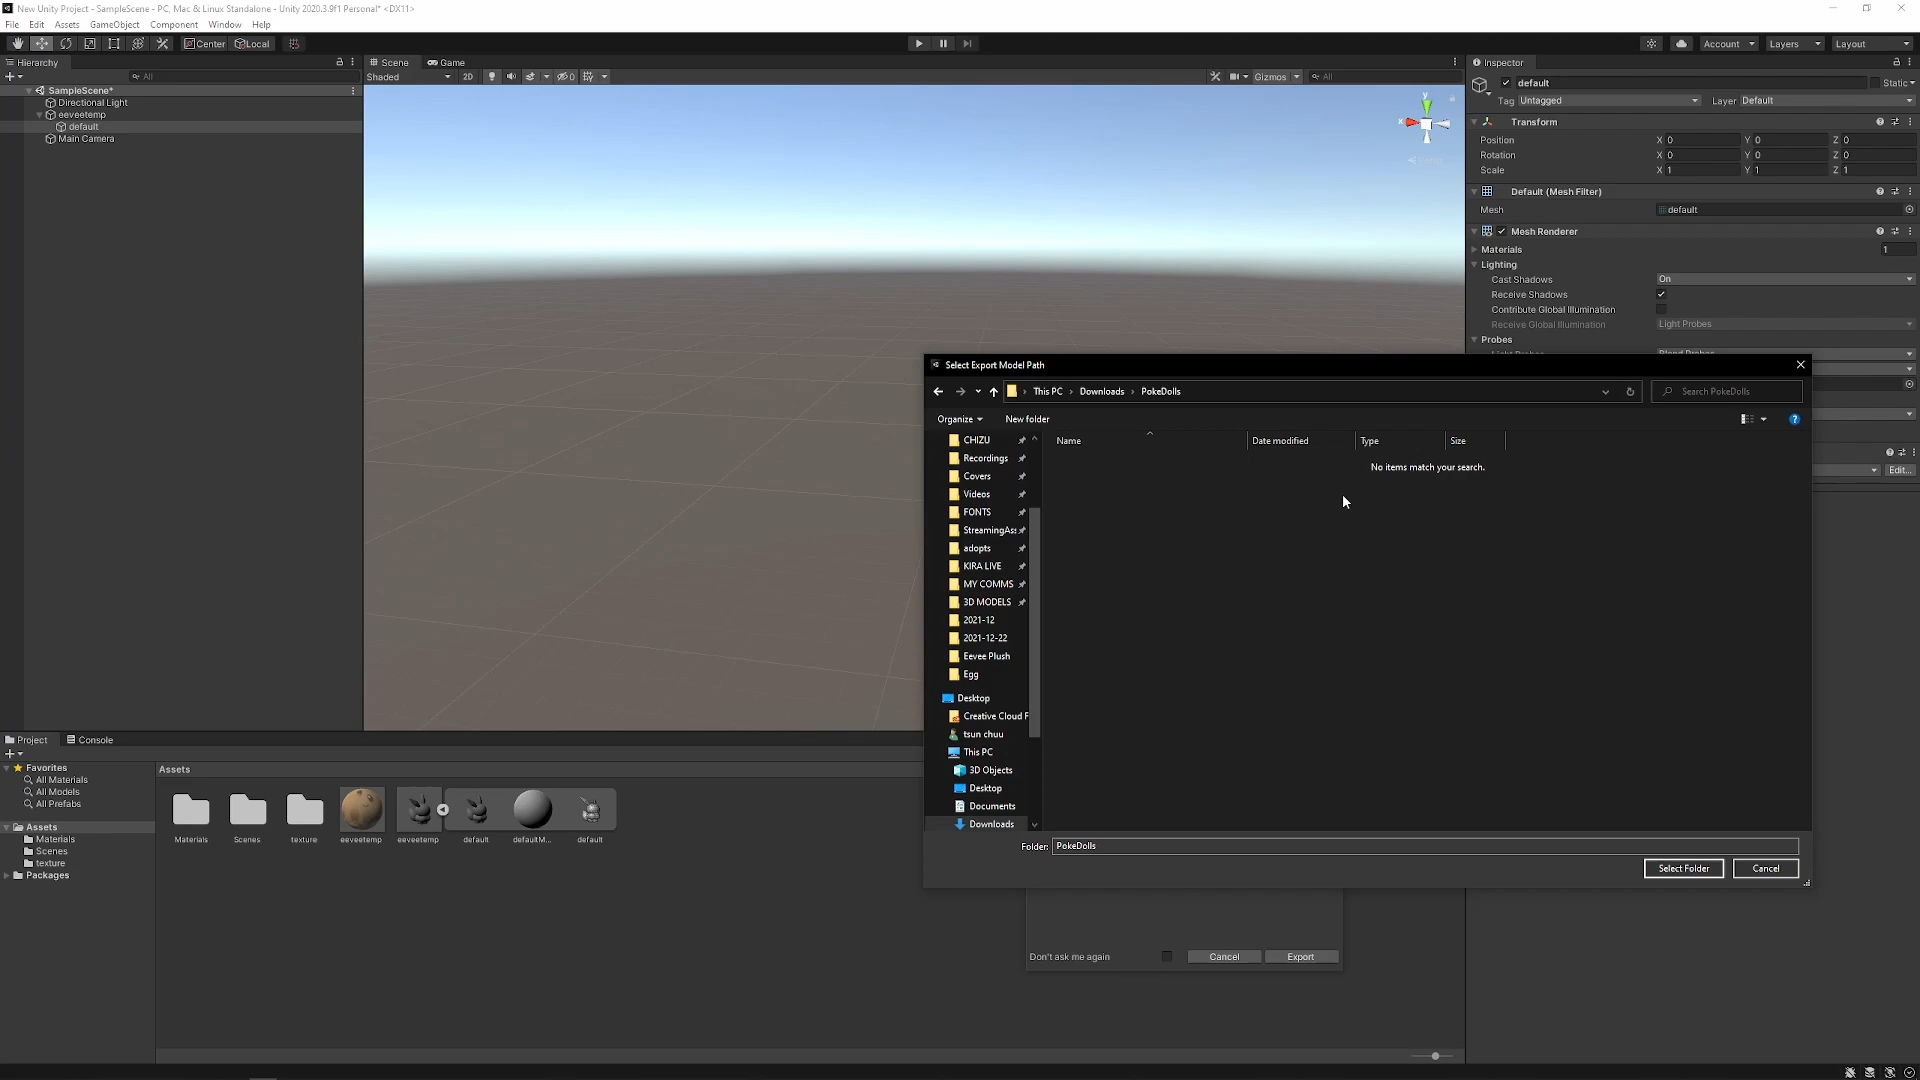 New Unity Project - SampleScene - PC, Mac & Linux Standalone - Unity 2020.3.9f1 Personal* <DX11>
File Edit Assets GameObject Component Window Help
Center Local
Account Layers Layout
Hierarchy
All
SampleScene*
Directional Light
eeveetemp
default
Main Camera
Scene Game
Shaded 2D Gizmos All
y
x
Inspector
default Static
Tag Untagged Layer Default
Transform
Position X 0 Y 0 Z 0
Rotation X 0 Y 0 Z 0
Scale X 1 Y 1 Z 1
Default (Mesh Filter)
Mesh default
Mesh Renderer
Materials 1
Lighting
Cast Shadows On
Receive Shadows
Contribute Global Illumination
Receive Global Illumination Light Probes
Probes
Edit...
Select Export Model Path
This PC Downloads PokeDolls
Search PokeDolls
Organize New folder
Name Date modified Type Size
No items match your search.
CHIZU
Recordings
Covers
Videos
FONTS
StreamingAs
adopts
KIRA LIVE
MY COMMS
3D MODELS
2021-12
2021-12-22
Eevee Plush
Egg
Desktop
Creative Cloud F
tsun chuu
This PC
3D Objects
Desktop
Documents
Downloads
Folder: PokeDolls
Select Folder Cancel
Don't ask me again Cancel Export
Project Console
Favorites
All Materials
All Models
All Prefabs
Assets
Materials
Scenes
texture
Packages
Assets
Materials Scenes texture eeveetemp eeveetemp default defaultM... default